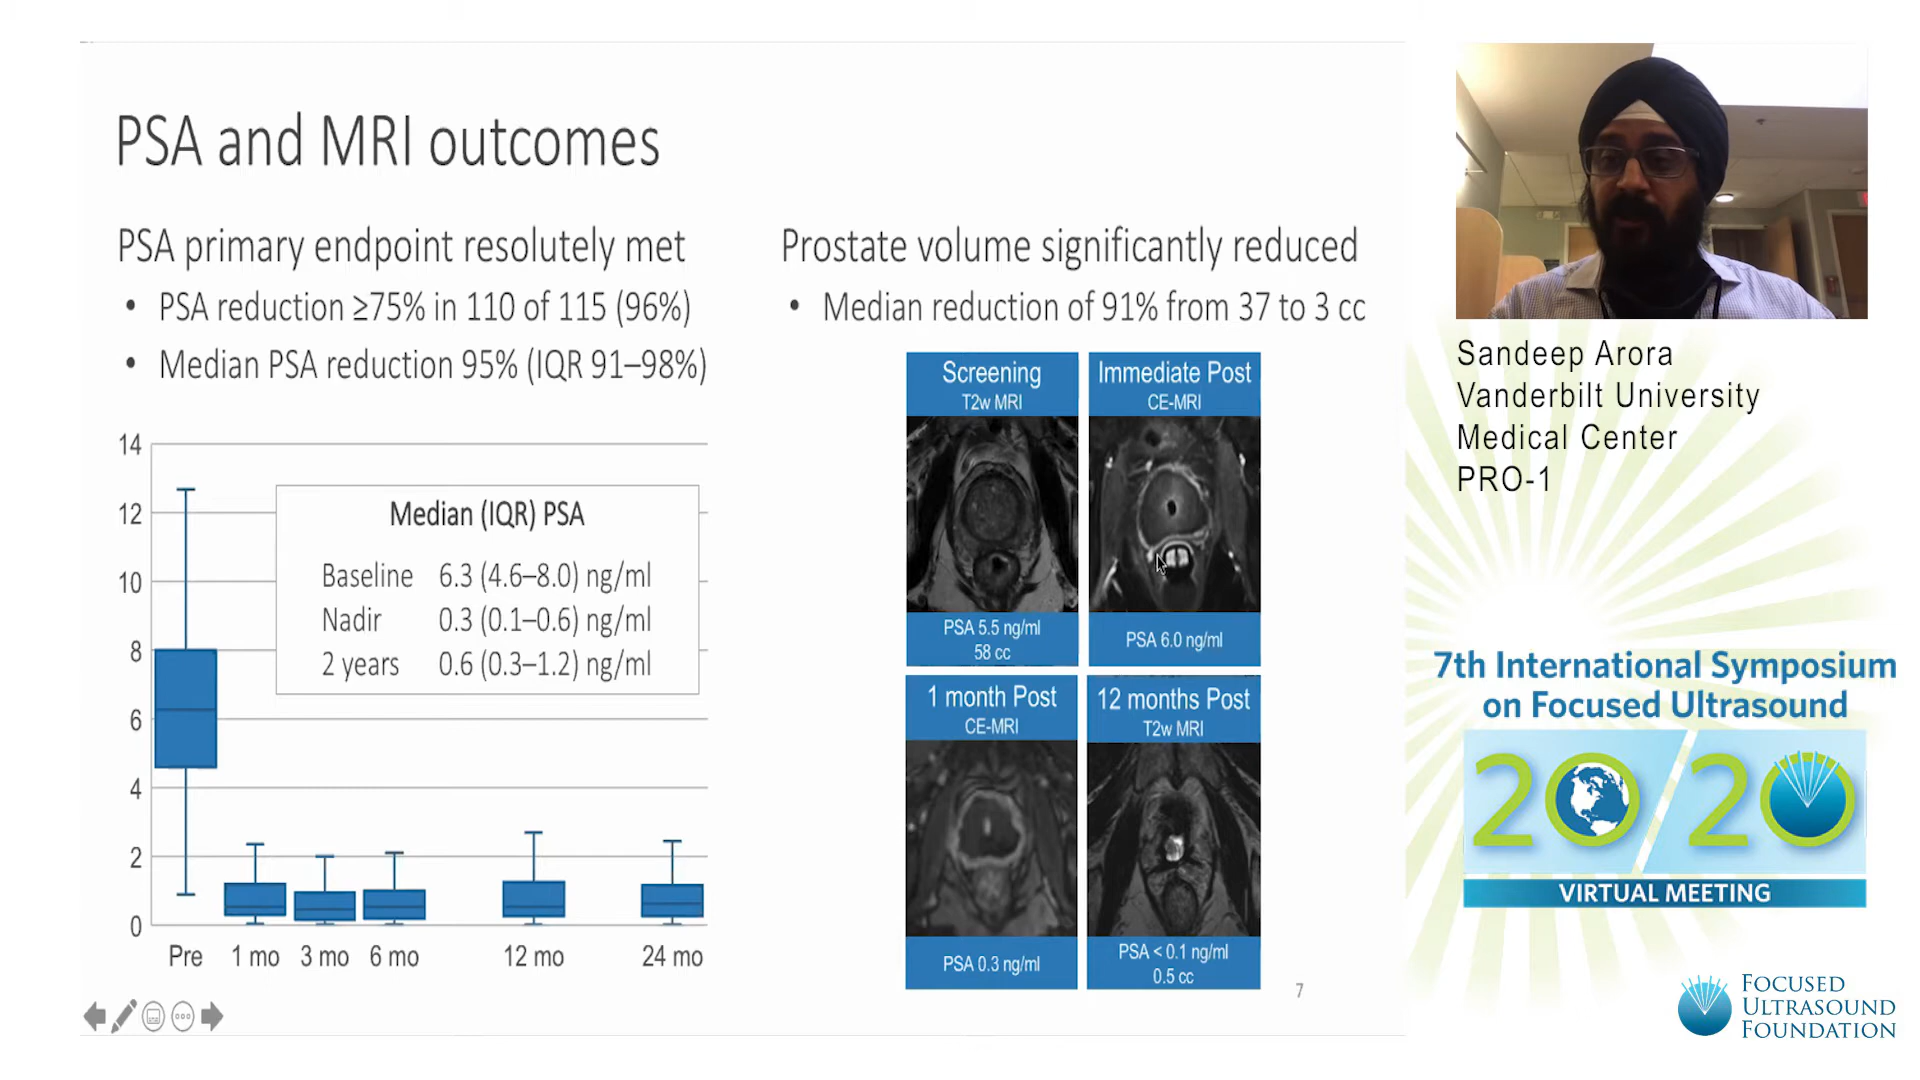 PSA and MRI outcomes
PSA primary endpoint resolutely met
• PSA reduction ≥75% in 110 of 115 (96%)
• Median PSA reduction 95% (IQR 91–98%)
14
12
10
8
6
4
2
0
Median (IQR) PSA
Baseline 6.3 (4.6–8.0) ng/ml
Nadir 0.3 (0.1–0.6) ng/ml
2 years 0.6 (0.3–1.2) ng/ml
Pre 1 mo 3 mo 6 mo 12 mo 24 mo
Prostate volume significantly reduced
• Median reduction of 91% from 37 to 3 cc
Screening
T2w MRI
PSA 5.5 ng/ml
58 cc
Immediate Post
CE-MRI
PSA 6.0 ng/ml
1 month Post
CE-MRI
PSA 0.3 ng/ml
12 months Post
T2w MRI
PSA < 0.1 ng/ml
0.5 cc
7
Sandeep Arora
Vanderbilt University
Medical Center
PRO-1
7th International Symposium
on Focused Ultrasound
20/20
VIRTUAL MEETING
FOCUSED
ULTRASOUND
FOUNDATION